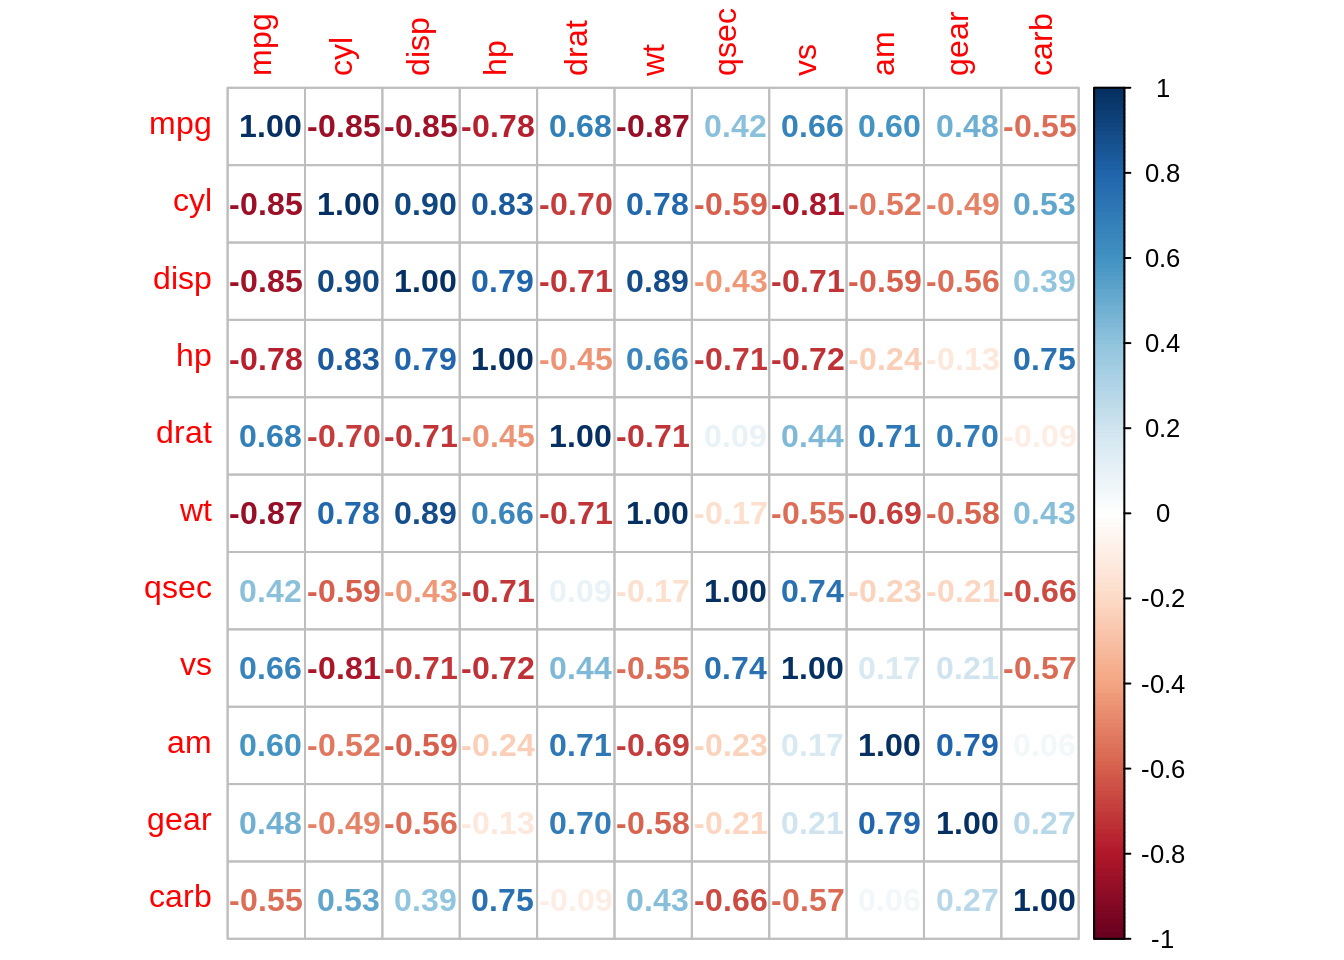 mpg cyl disp hp drat wt qsec vs am gear carb
mpg 1.00 -0.85 -0.85 -0.78 0.68 -0.87 0.42 0.66 0.60 0.48 -0.55
cyl -0.85 1.00 0.90 0.83 -0.70 0.78 -0.59 -0.81 -0.52 -0.49 0.53
disp -0.85 0.90 1.00 0.79 -0.71 0.89 -0.43 -0.71 -0.59 -0.56 0.39
hp -0.78 0.83 0.79 1.00 -0.45 0.66 -0.71 -0.72 -0.24 -0.13 0.75
drat 0.68 -0.70 -0.71 -0.45 1.00 -0.71 0.09 0.44 0.71 0.70 -0.09
wt -0.87 0.78 0.89 0.66 -0.71 1.00 -0.17 -0.55 -0.69 -0.58 0.43
qsec 0.42 -0.59 -0.43 -0.71 0.09 -0.17 1.00 0.74 -0.23 -0.21 -0.66
vs 0.66 -0.81 -0.71 -0.72 0.44 -0.55 0.74 1.00 0.17 0.21 -0.57
am 0.60 -0.52 -0.59 -0.24 0.71 -0.69 -0.23 0.17 1.00 0.79 0.06
gear 0.48 -0.49 -0.56 -0.13 0.70 -0.58 -0.21 0.21 0.79 1.00 0.27
carb -0.55 0.53 0.39 0.75 -0.09 0.43 -0.66 -0.57 0.06 0.27 1.00
1
0.8
0.6
0.4
0.2
0
-0.2
-0.4
-0.6
-0.8
-1